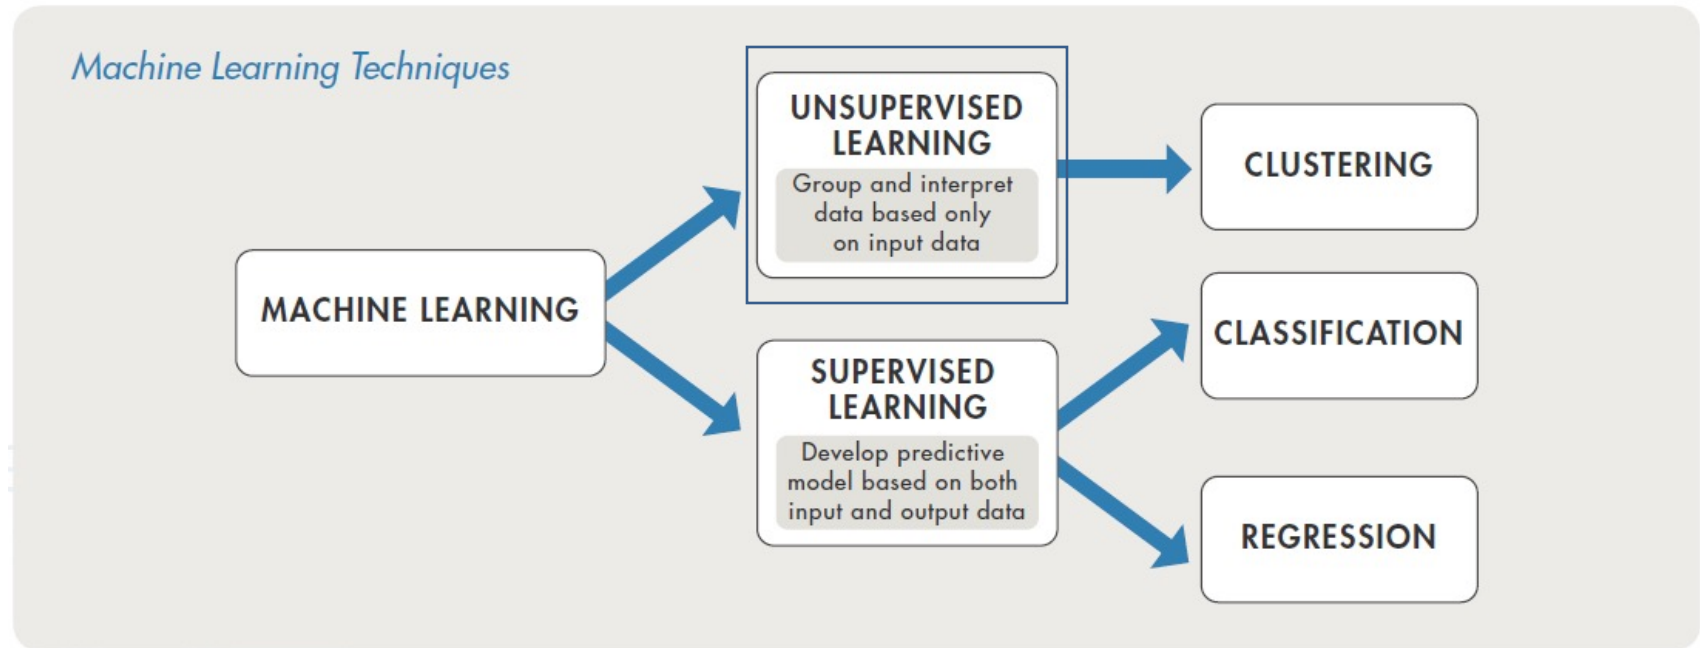 Machine Learning Techniques
UNSUPERVISED
LEARNING
Group and interpret
data based only
on input data
CLUSTERING
MACHINE LEARNING
CLASSIFICATION
SUPERVISED
LEARNING
Develop predictive
model based on both
input and output data
REGRESSION